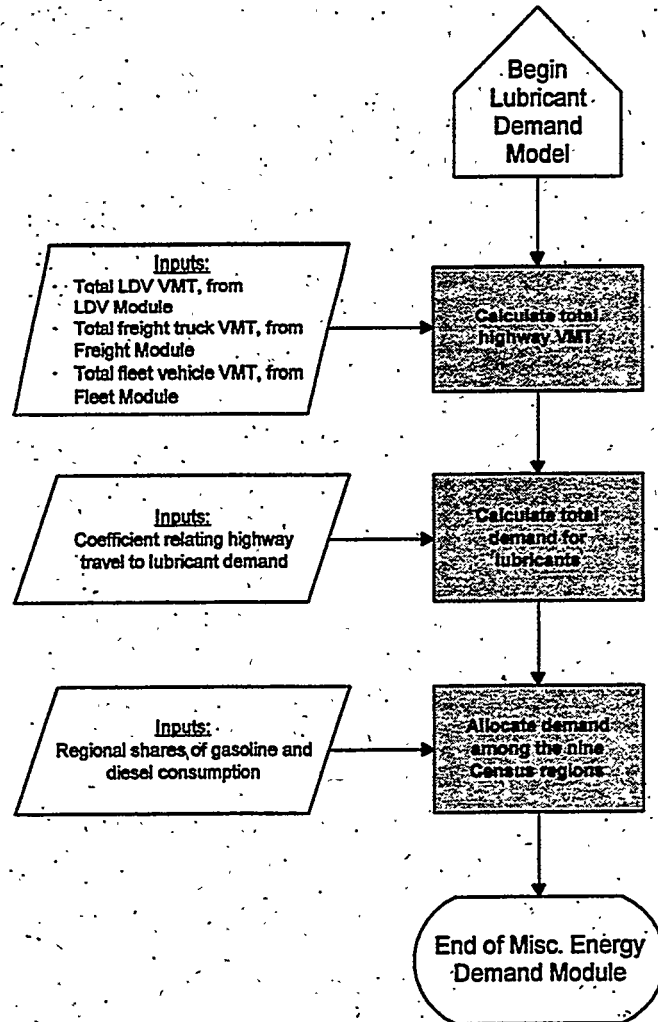 Begin
Lubricant
Demand
Model
Inputs:
· Total LDV VMT, from
LDV Module
· Total freight truck VMT, from
Freight Module
· Total fleet vehicle VMT, from
Fleet Module
Calculate total
highway VMT
Inputs:
Coefficient relating highway
travel to lubricant demand
Calculate total
demand for
lubricants
Inputs:
Regional shares of gasoline and
diesel consumption
Allocate demand
among the nine
Census regions
End of Misc. Energy
Demand Module